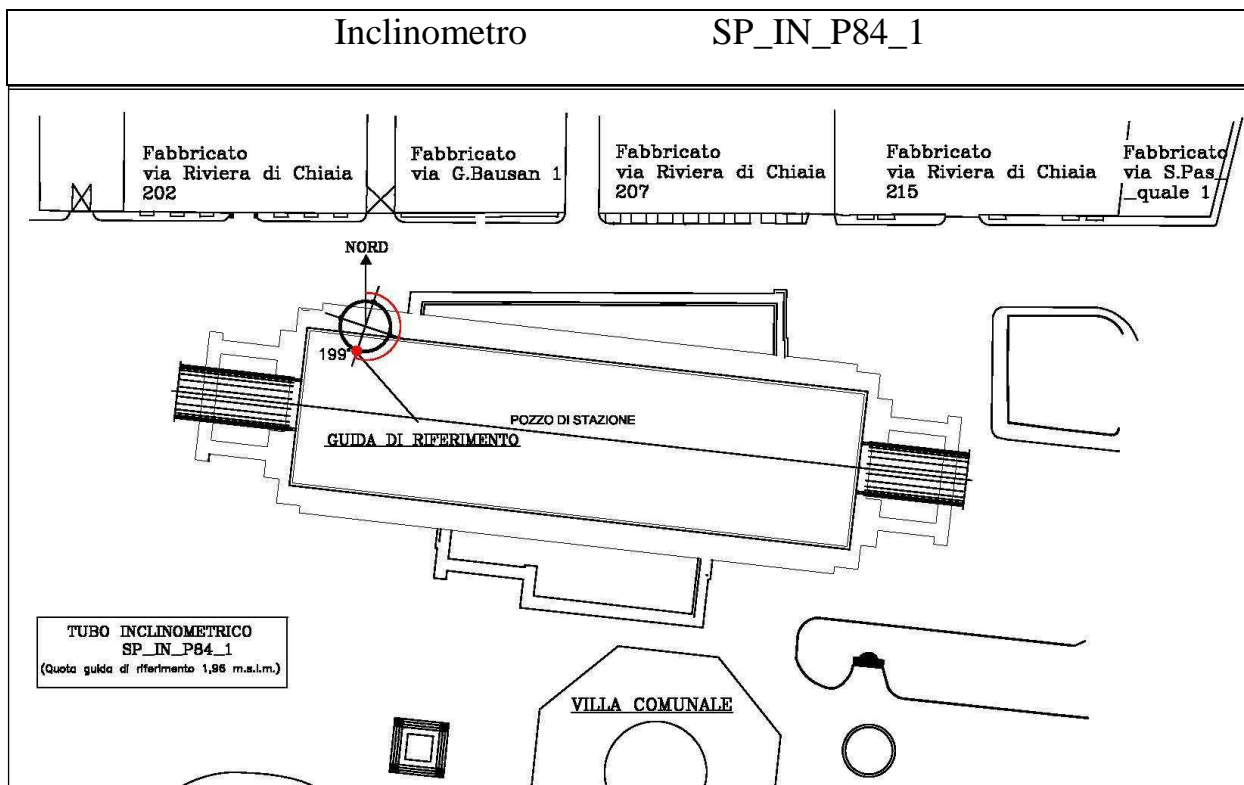 Inclinometro SP_IN_P84_1
Fabbricato
via Riviera di Chiaia
202
Fabbricato
via G.Bausan 1
Fabbricato
via Riviera di Chiaia
207
Fabbricato
via Riviera di Chiaia
215
Fabbricato
via S.Pas_
_quale 1
NORD
199°
POZZO DI STAZIONE
GUIDA DI RIFERIMENTO
TUBO INCLINOMETRICO
SP_IN_P84_1
(Quota guida di riferimento 1,96 m.s.l.m.)
VILLA COMUNALE